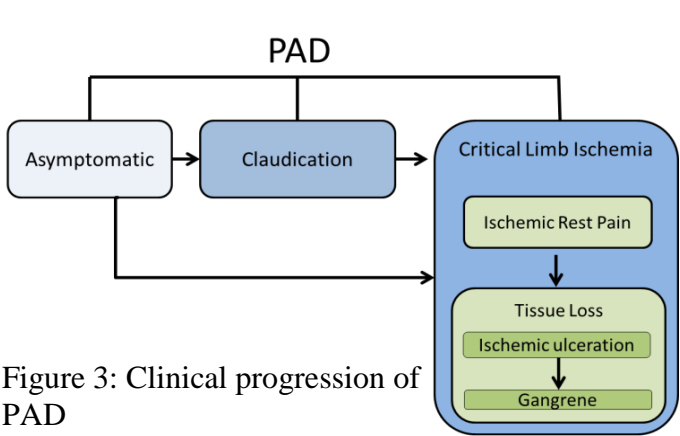 PAD
Asymptomatic
Claudication
Critical Limb Ischemia
Ischemic Rest Pain
Tissue Loss
Ischemic ulceration
Gangrene
Figure 3: Clinical progression of
PAD